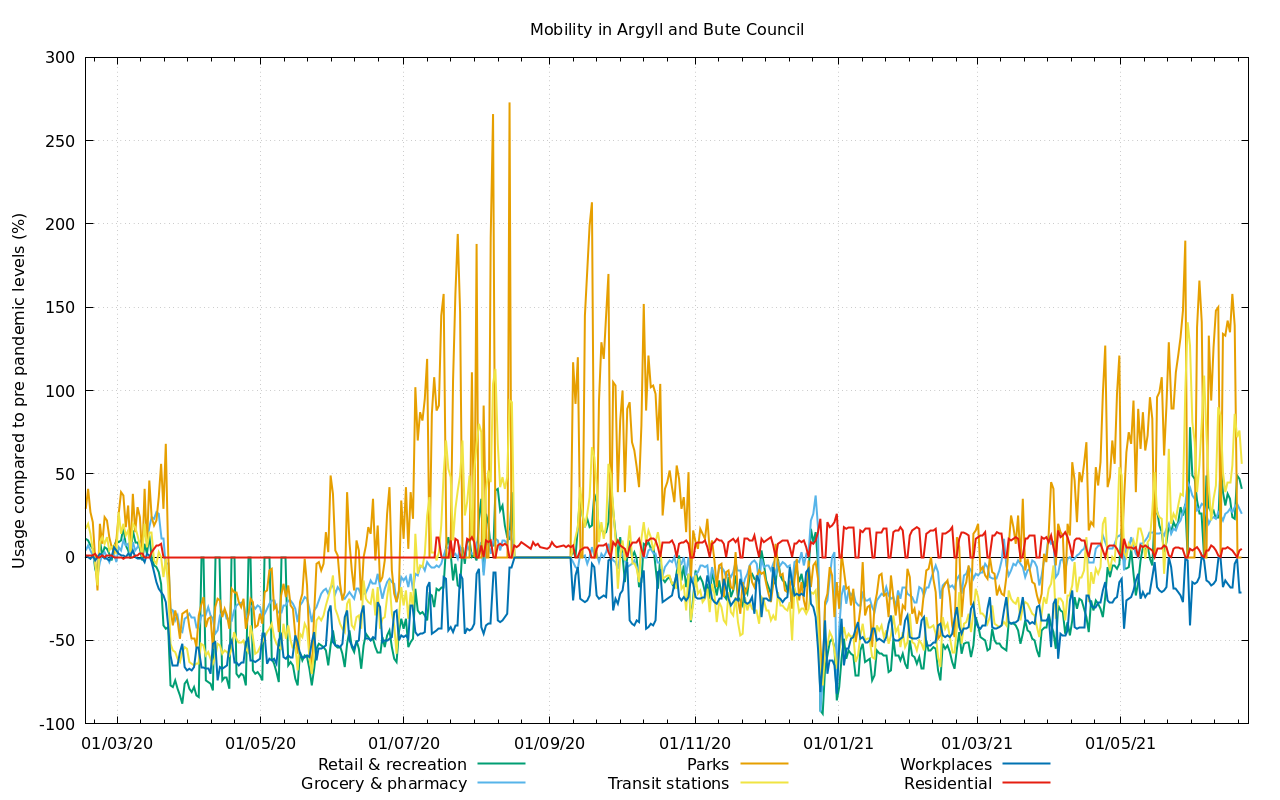 Mobility in Argyll and Bute Council
Usage compared to pre pandemic levels (%)
300
250
200
150
100
50
0
-50
-100
01/03/20 01/05/20 01/07/20 01/09/20 01/11/20 01/01/21 01/03/21 01/05/21
Retail & recreation Parks Workplaces
Grocery & pharmacy Transit stations Residential